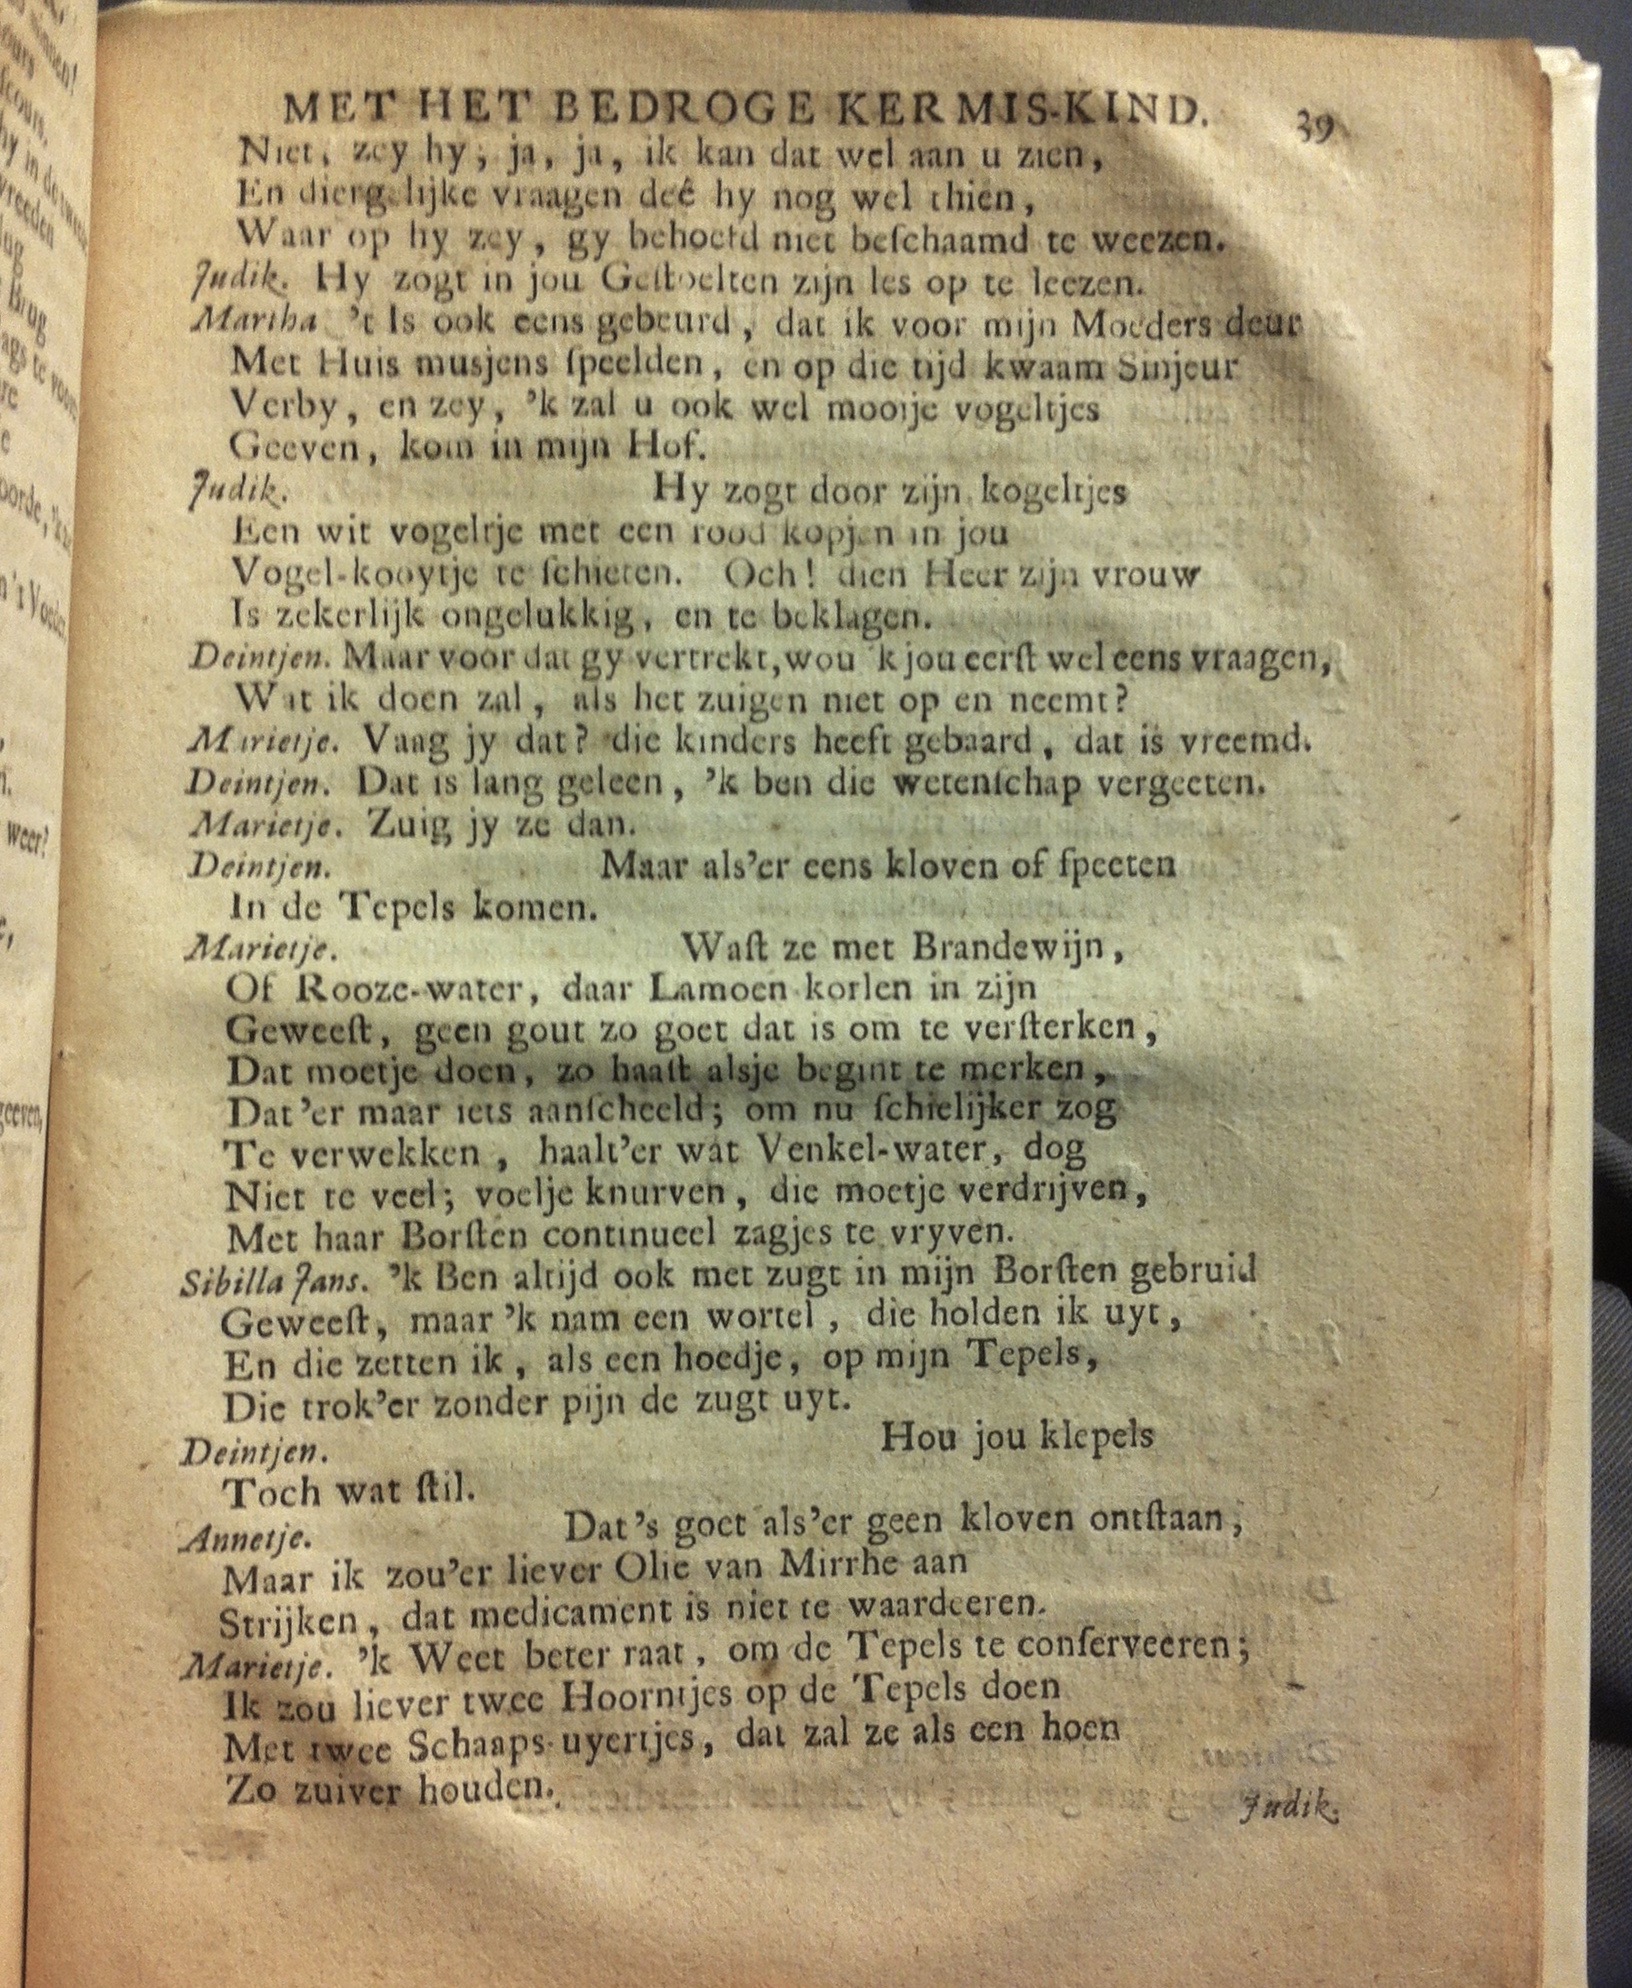 MET HET BEDROGE KERMIS-KIND. 39
Niet, zey hy, ja, ja, ik kan dat wel aan u zien,
En diergelijke vraagen deé hy nog wel thien,
Waar op hy zey, gy behoefd niet beſchaamd te weezen.
Judik. Hy zogt in jou Geſtoelten zijn les op te leezen.
Martha 't Is ook eens gebeurd, dat ik voor mijn Moeders deur
Met Huis musjens ſpeelden, en op die tijd kwaam Sinjeur
Verby, en zey, 'k zal u ook wel mooije vogeltjes
Geeven, kom in mijn Hof.
Judik. Hy zogt door zijn kogeltjes
Een wit vogeltje met een rood kopjen in jou
Vogel-kooytje te ſchieten. Och! dien Heer zijn vrouw
Is zekerlijk ongelukkig, en te beklagen.
Deintjen. Maar voor dat gy vertrekt, wou 'k jou eerſt wel eens vraagen,
Wat ik doen zal, als het zuigen niet op en neemt?
Marietje. Vaag jy dat? die kinders heeft gebaard, dat is vreemd.
Deintjen. Dat is lang geleen, 'k ben die wetenſchap vergeeten.
Marietje. Zuig jy ze dan.
Deintjen. Maar als'er eens kloven of ſpeeten
In de Tepels komen.
Marietje. Waſt ze met Brandewijn,
Of Rooze-water, daar Lamoen korlen in zijn
Geweeſt, geen gout zo goet dat is om te verſterken,
Dat moetje doen, zo haaſt alsje begint te merken,
Dat'er maar iets aanſcheeld; om nu ſchielijker zog
Te verwekken, haalt'er wat Venkel-water, dog
Niet te veel; voelje knurven, die moetje verdrijven,
Met haar Borſten continueel zagjes te vryven.
Sibilla Jans. 'k Ben altijd ook met zugt in mijn Borſten gebruid
Geweeſt, maar 'k nam een wortel, die holden ik uyt,
En die zetten ik, als een hoedje, op mijn Tepels,
Die trok'er zonder pijn de zugt uyt.
Deintjen. Hou jou klepels
Toch wat ſtil.
Annetje. Dat's goet als'er geen kloven ontſtaan,
Maar ik zou'er liever Olie van Mirrhe aan
Strijken, dat medicament is niet te waardeeren.
Marietje. 'k Weet beter raat, om de Tepels te conſerveeren;
Ik zou liever twee Hoorntjes op de Tepels doen
Met twee Schaaps-uyertjes, dat zal ze als een hoen
Zo zuiver houden.
Judik.